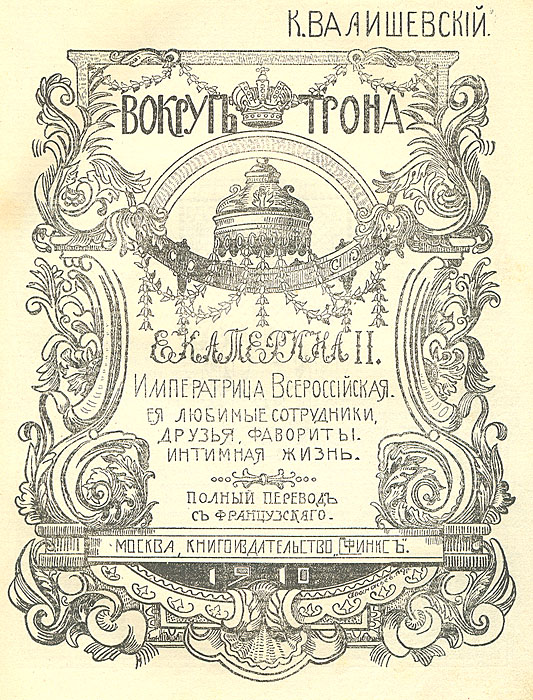 К. ВАЛИШЕВСКІЙ.
ВОКРУГЪ ТРОНА
ЕКАТЕРИНА II.
ИМПЕРАТРИЦА ВСЕРОССІЙСКАЯ.
ЕЯ ЛЮБИМЫЕ СОТРУДНИКИ,
ДРУЗЬЯ, ФАВОРИТЫ.
ИНТИМНАЯ ЖИЗНЬ.
ПОЛНЫЙ ПЕРЕВОДЪ
СЪ ФРАНЦУЗСКАГО.
МОСКВА, КНИГОИЗДАТЕЛЬСТВО „СФИНКСЪ.